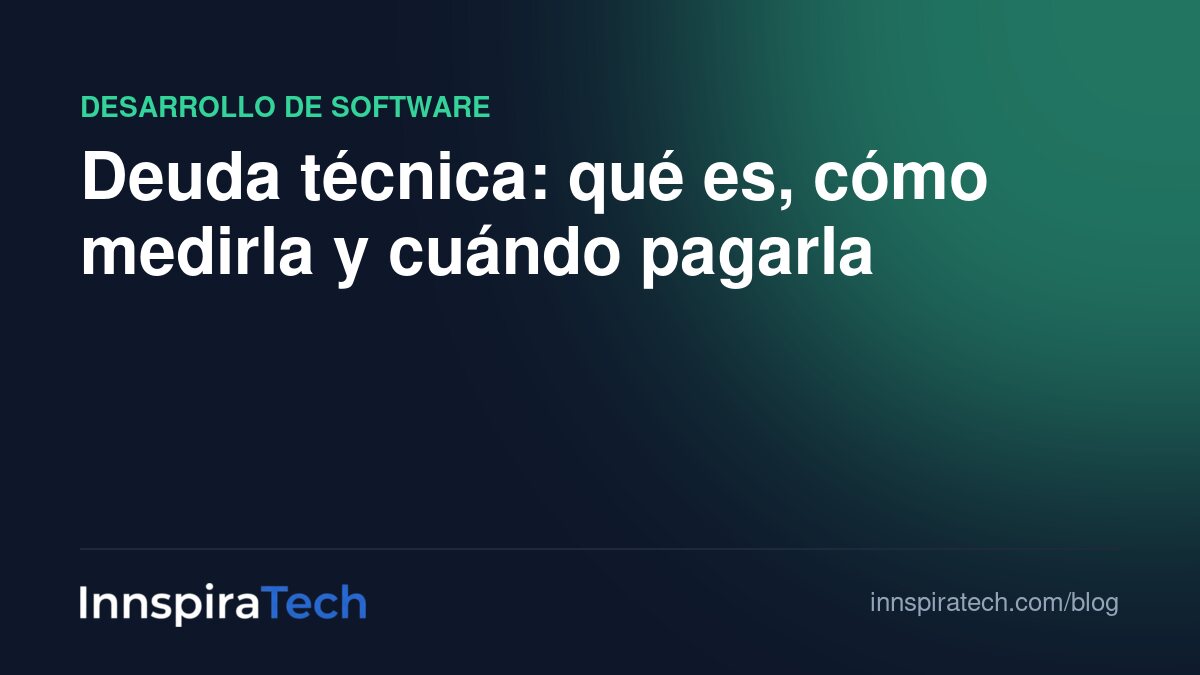 DESARROLLO DE SOFTWARE
Deuda técnica: qué es, cómo
medirla y cuándo pagarla
InnspiraTech
innspiratech.com/blog